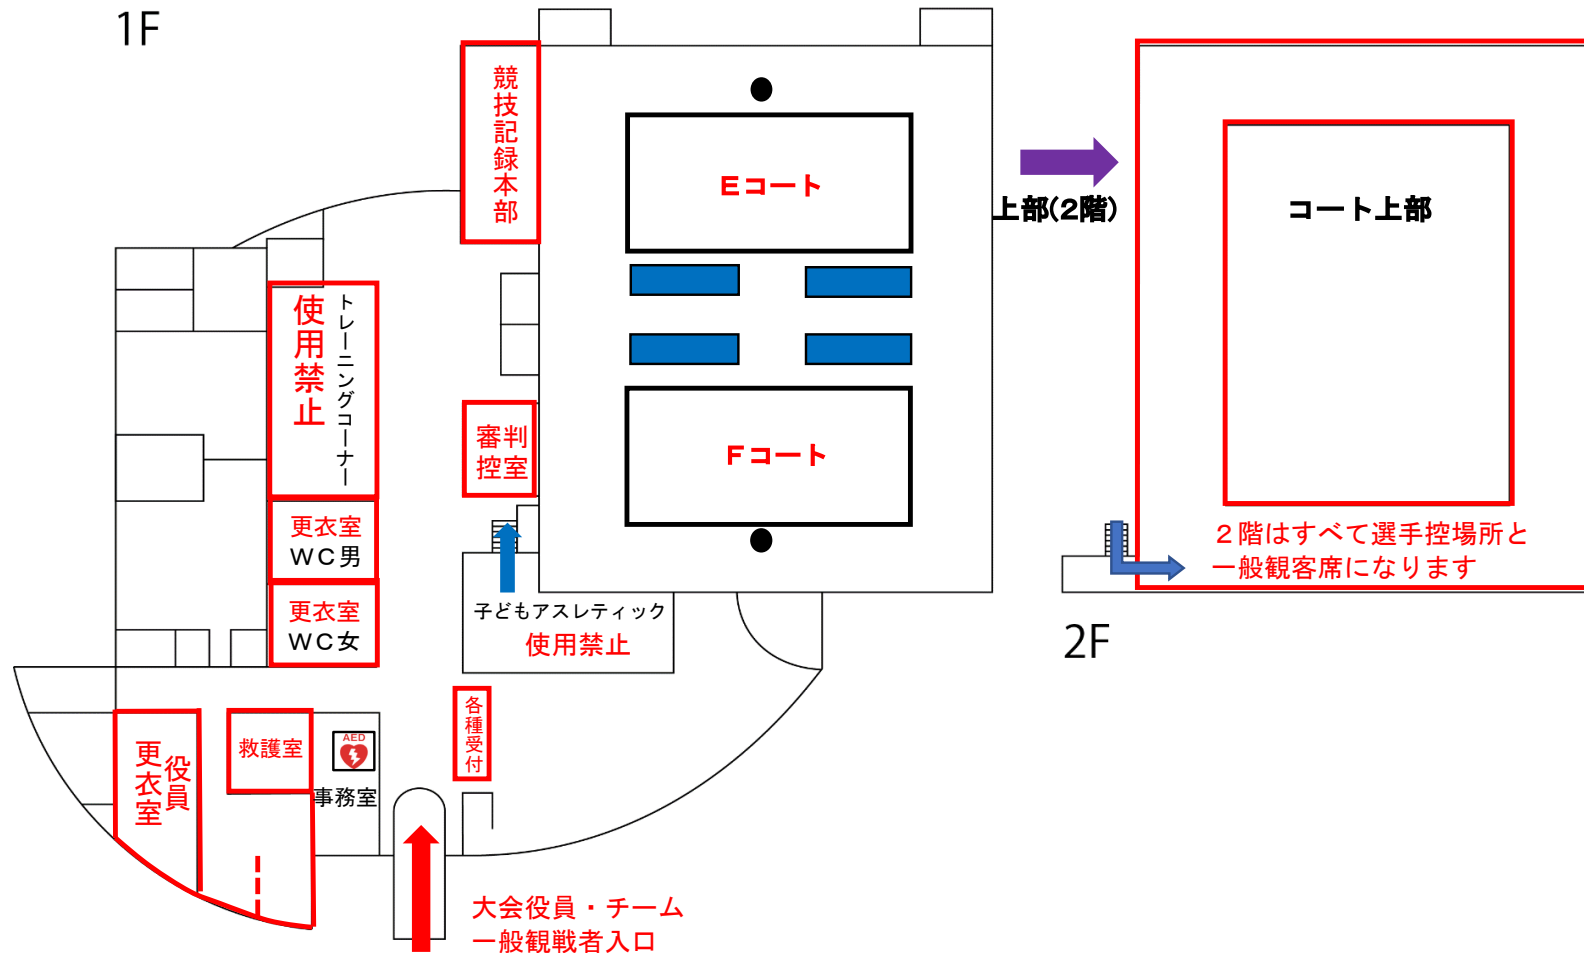 1F
競技記録本部
Eコート
上部(2階)
コート上部
使用禁止
トレーニングコーナー
審判
控室
Fコート
更衣室
WC男
更衣室
WC女
子どもアスレティック
使用禁止
2階はすべて選手控場所と
一般観客席になります
2F
役員
更衣室
救護室
AED
事務室
各種受付
大会役員・チーム
一般観戦者入口